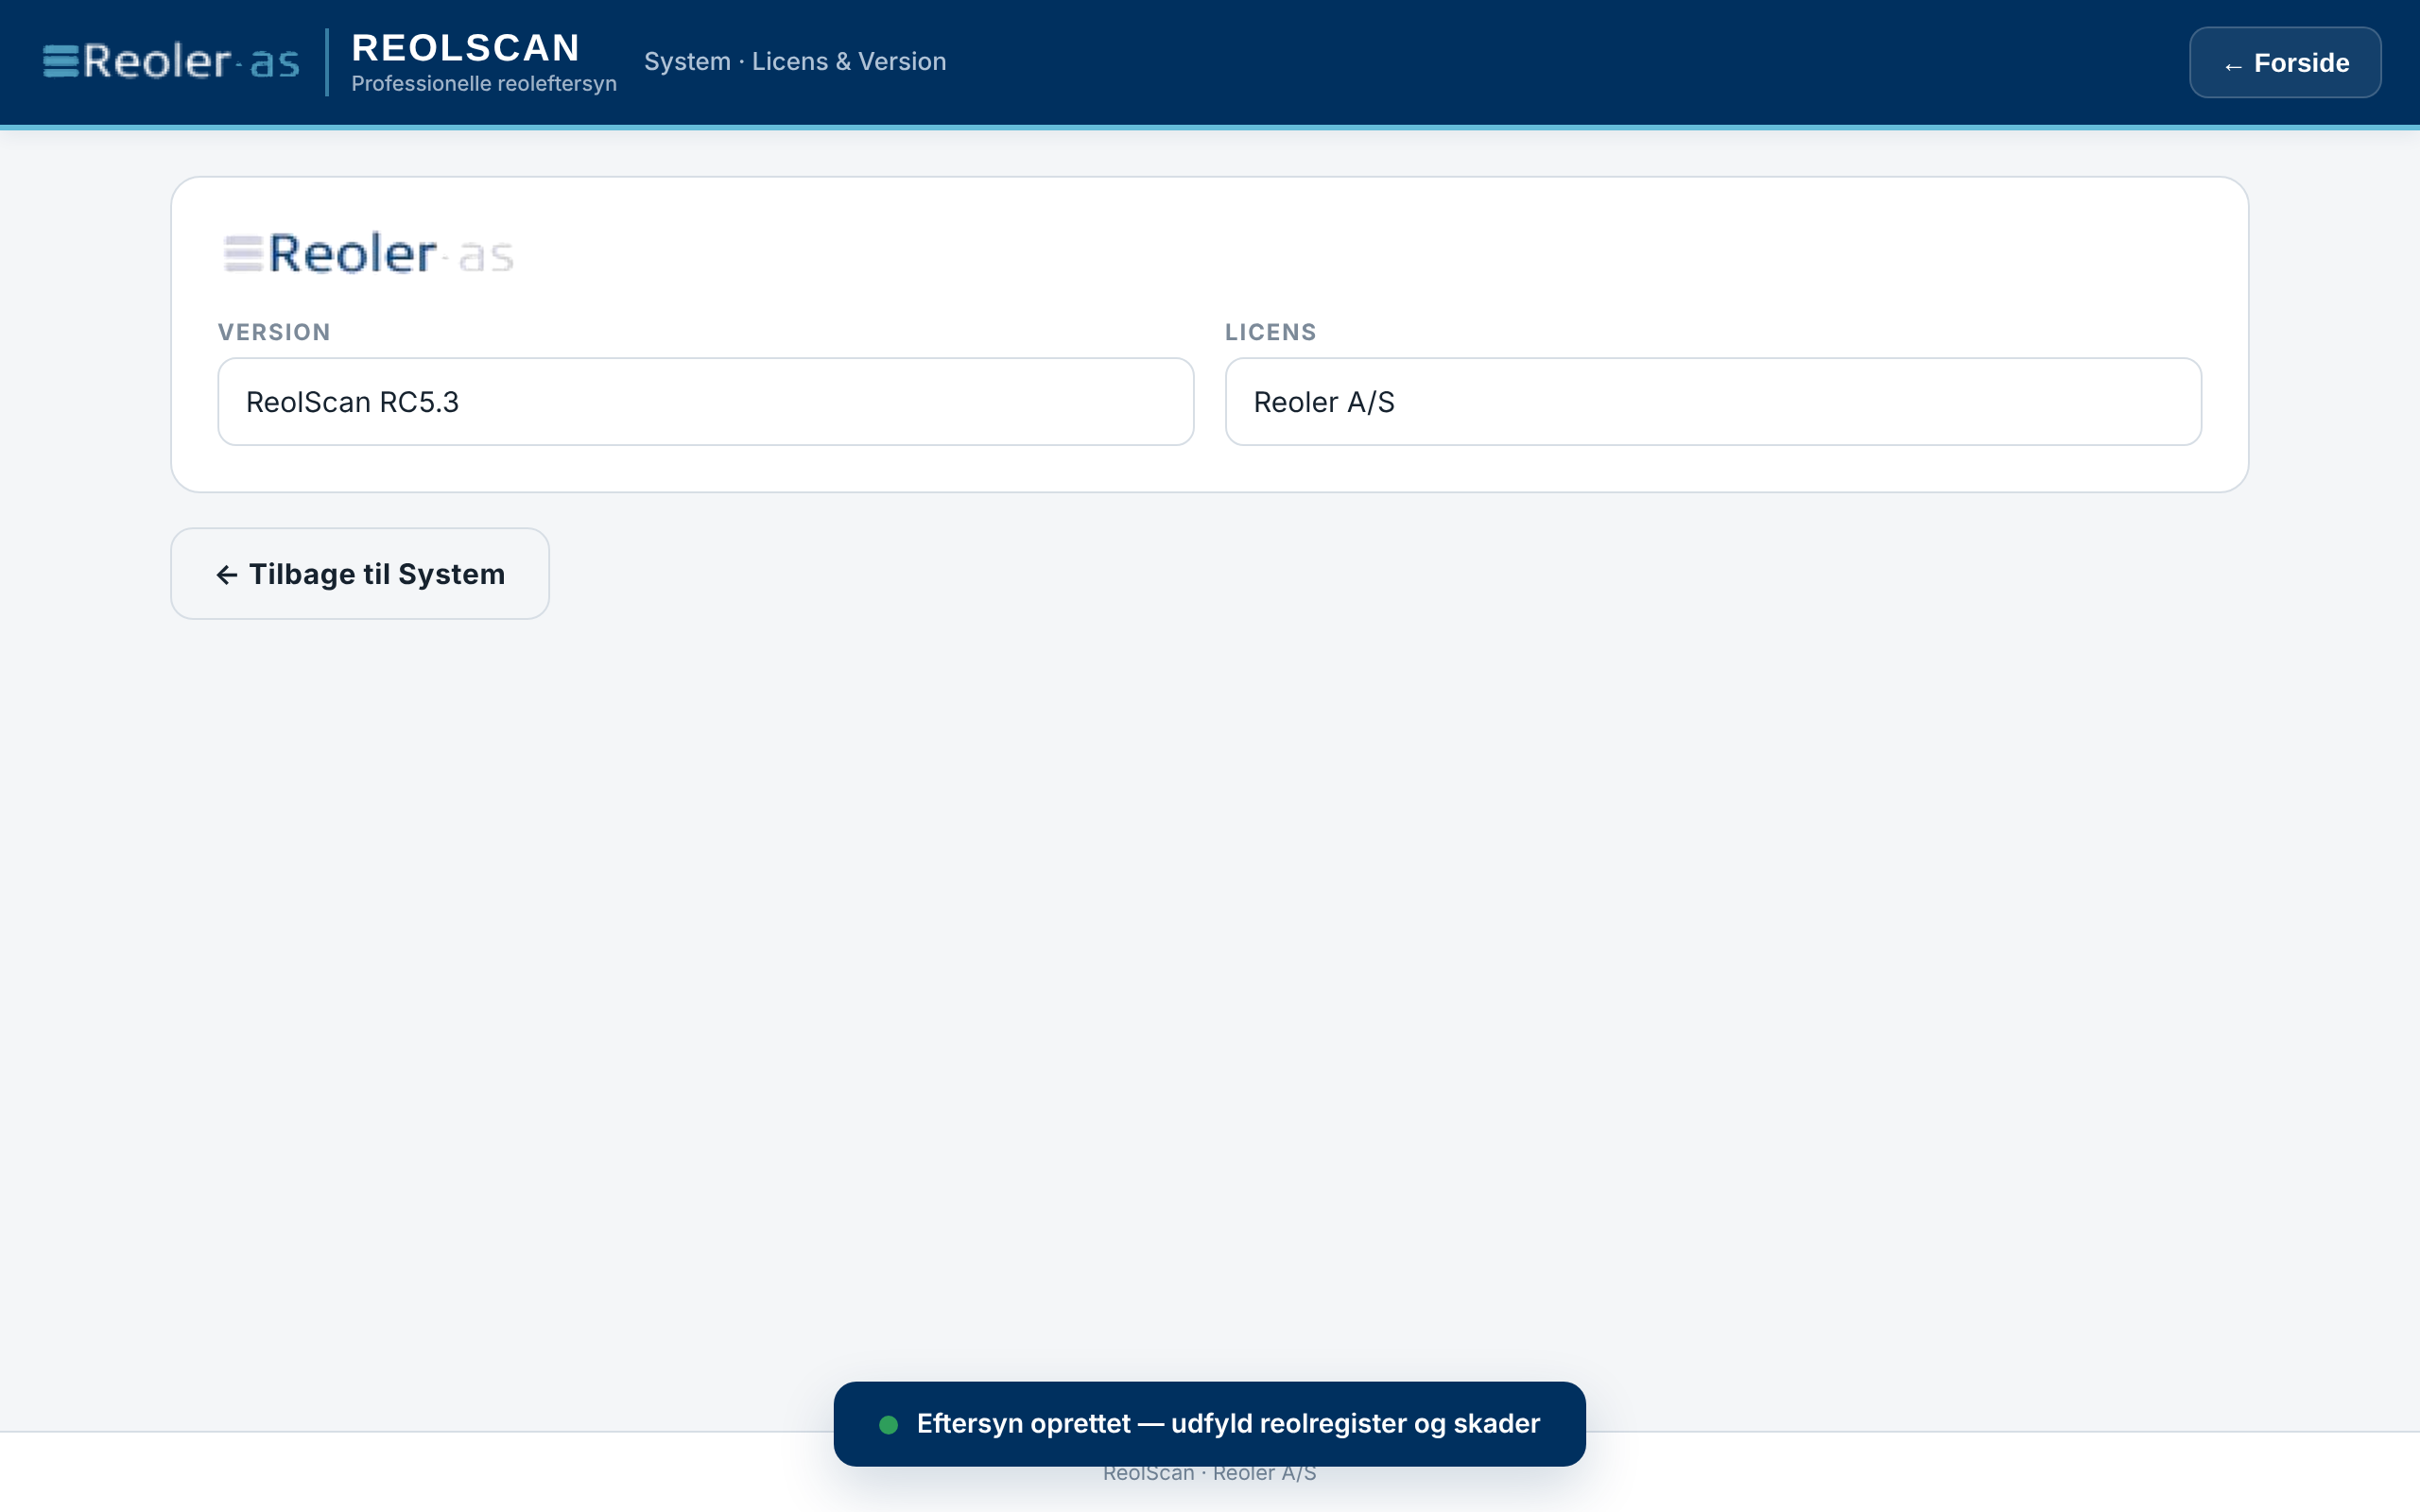 Reoler-as
REOLSCAN
Professionelle reoleftersyn
System · Licens & Version
← Forside
Reoler-as
VERSION
LICENS
ReolScan RC5.3
Reoler A/S
← Tilbage til System
Eftersyn oprettet — udfyld reolregister og skader
ReolScan · Reoler A/S